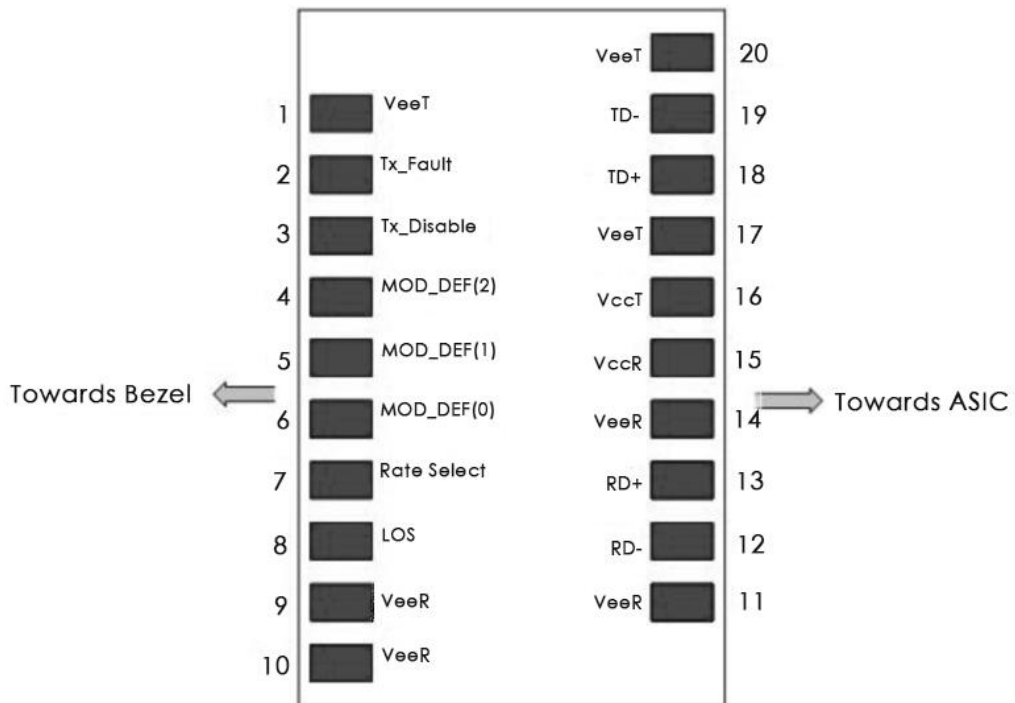 VeeT 20
1 VeeT TD- 19
2 Tx_Fault TD+ 18
3 Tx_Disable VeeT 17
4 MOD_DEF(2) VccT 16
5 MOD_DEF(1) VccR 15
Towards Bezel 6 MOD_DEF(0) VeeR 14 Towards ASIC
7 Rate Select RD+ 13
8 LOS RD- 12
9 VeeR VeeR 11
10 VeeR